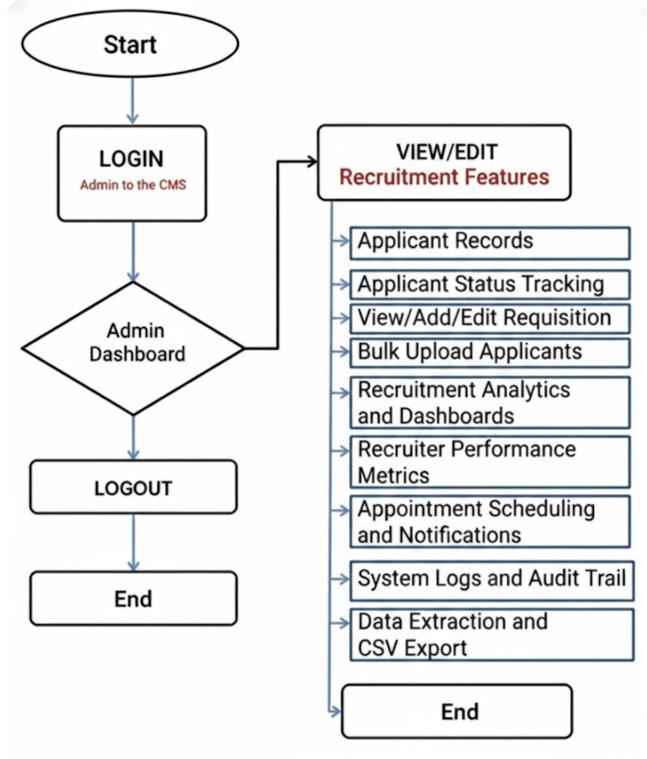 Start
LOGIN
Admin to the CMS
Admin
Dashboard
LOGOUT
End
VIEW/EDIT
Recruitment Features
Applicant Records
Applicant Status Tracking
View/Add/Edit Requisition
Bulk Upload Applicants
Recruitment Analytics
and Dashboards
Recruiter Performance
Metrics
Appointment Scheduling
and Notifications
System Logs and Audit Trail
Data Extraction and
CSV Export
End